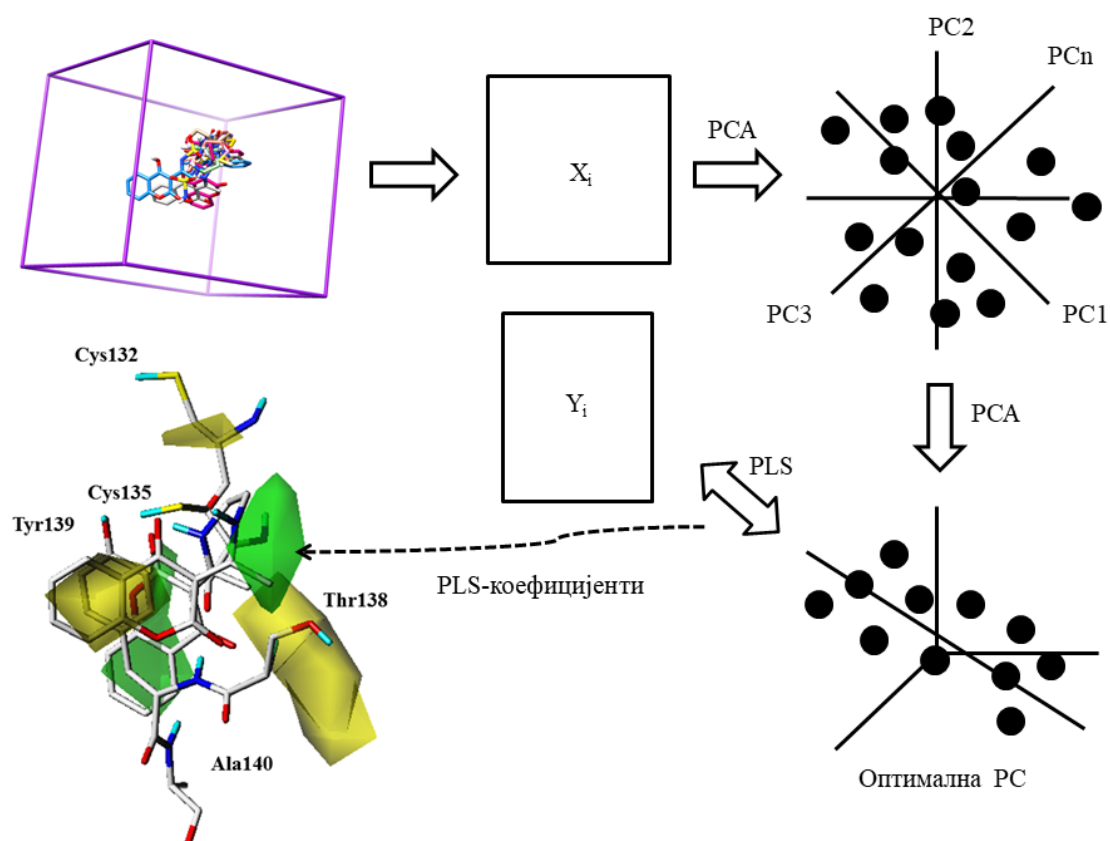 PC2
PCn
PCA
Xᵢ
PC3
PC1
Cys132
Yᵢ
PCA
PLS
Cys135
Tyr139
PLS-коефицијенти
Thr138
Ala140
Оптимална PC